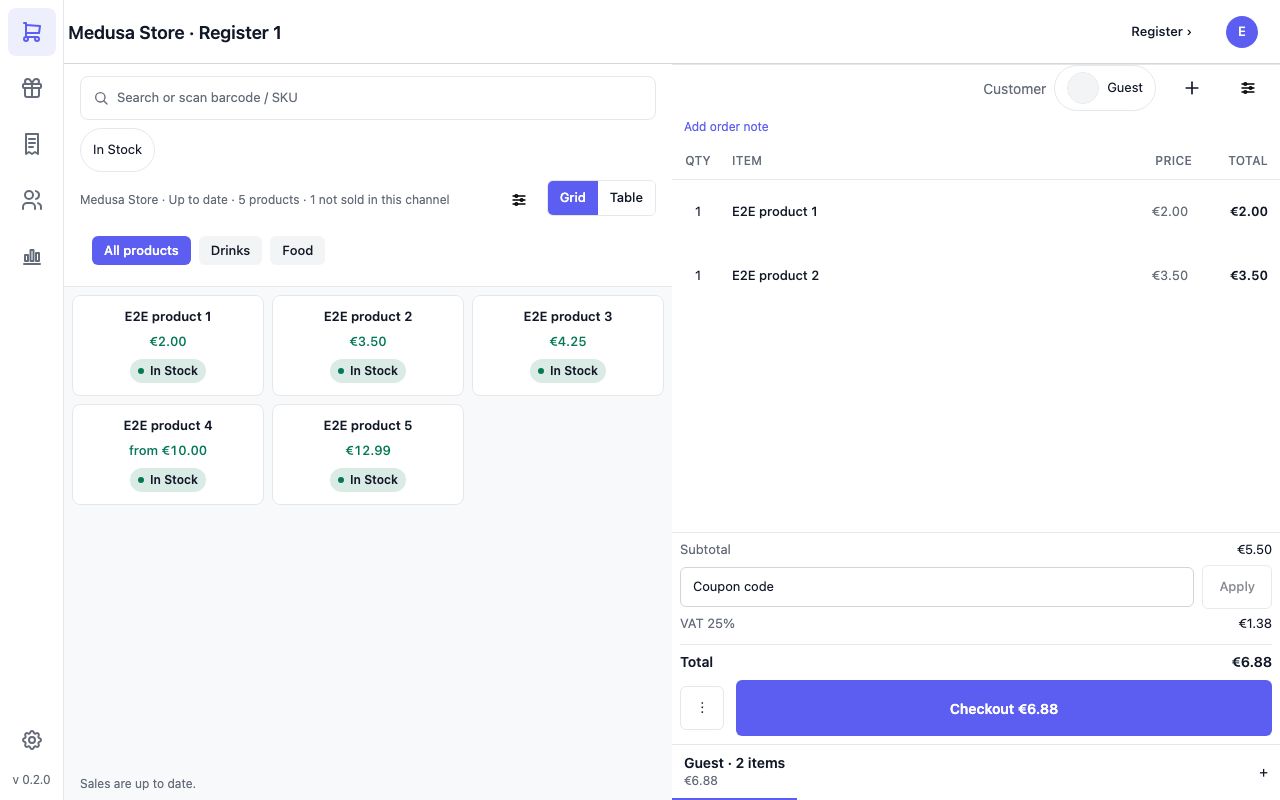 Medusa Store · Register 1
Register ›
E
Search or scan barcode / SKU
In Stock
Medusa Store · Up to date · 5 products · 1 not sold in this channel
Grid
Table
All products
Drinks
Food
E2E product 1
€2.00
In Stock
E2E product 2
€3.50
In Stock
E2E product 3
€4.25
In Stock
E2E product 4
from €10.00
In Stock
E2E product 5
€12.99
In Stock
Sales are up to date.
v 0.2.0
Customer
Guest
Add order note
QTY ITEM PRICE TOTAL
1 E2E product 1 €2.00 €2.00
1 E2E product 2 €3.50 €3.50
Subtotal €5.50
Coupon code
Apply
VAT 25% €1.38
Total €6.88
Checkout €6.88
Guest · 2 items
€6.88
+